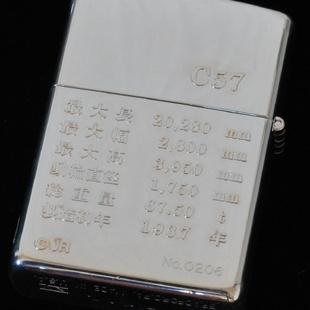 C57
最大長 20,280 mm
最大幅 2,800 mm
最大高 3,950 mm
動輪直径 1,750 mm
総重量 67.50 t
製造初年 1937 年
JR
No.0206